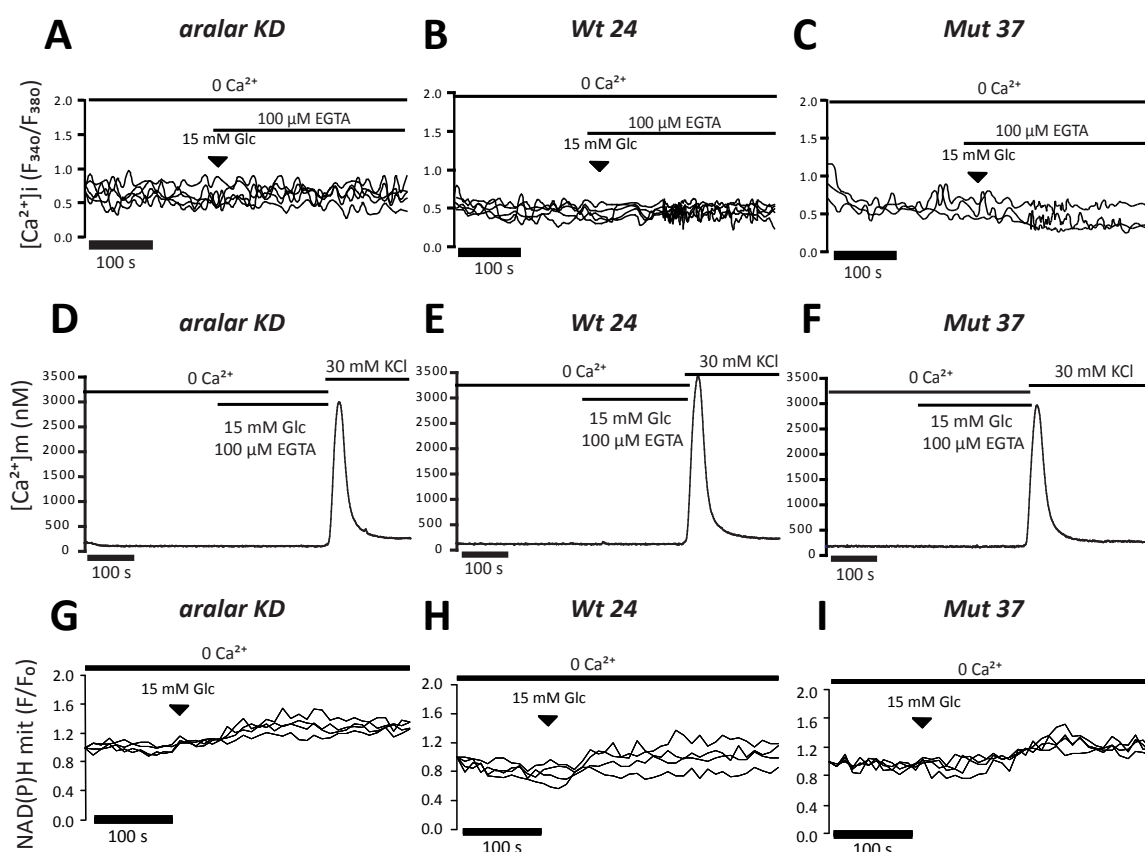 A aralar KD
B Wt 24
C Mut 37
[Ca²⁺]i (F₃₄₀/F₃₈₀)
0 Ca²⁺
100 µM EGTA
15 mM Glc
2.0
1.5
1.0
0.5
0.0
100 s
0 Ca²⁺
100 µM EGTA
15 mM Glc
2.0
1.5
1.0
0.5
0.0
100 s
0 Ca²⁺
100 µM EGTA
15 mM Glc
2.0
1.5
1.0
0.5
0.0
100 s
D aralar KD
E Wt 24
F Mut 37
[Ca²⁺]m (nM)
30 mM KCl
0 Ca²⁺
15 mM Glc
100 µM EGTA
3500
3000
2500
2000
1500
1000
500
0
100 s
30 mM KCl
0 Ca²⁺
15 mM Glc
100 µM EGTA
3500
3000
2500
2000
1500
1000
500
0
100 s
30 mM KCl
0 Ca²⁺
15 mM Glc
100 µM EGTA
3500
3000
2500
2000
1500
1000
500
0
100 s
G aralar KD
H Wt 24
I Mut 37
NAD(P)H mit (F/F₀)
0 Ca²⁺
15 mM Glc
2.0
1.6
1.2
0.8
0.4
0.0
100 s
0 Ca²⁺
15 mM Glc
2.0
1.6
1.2
0.8
0.4
0.0
100 s
0 Ca²⁺
15 mM Glc
2.0
1.6
1.2
0.8
0.4
0.0
100 s